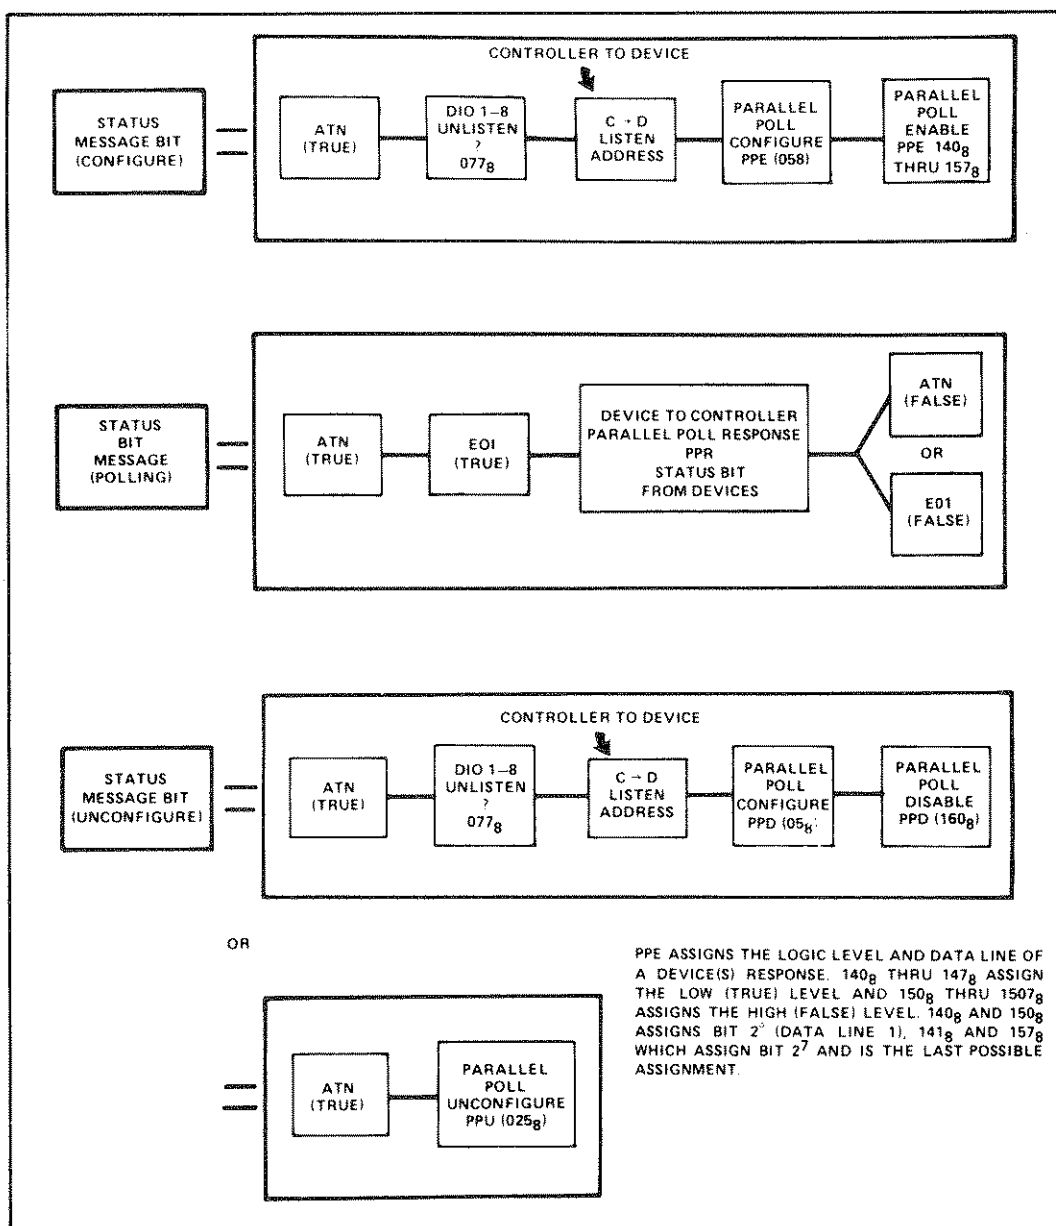 CONTROLLER TO DEVICE
STATUS
MESSAGE BIT
(CONFIGURE)
=
ATN
(TRUE)
DIO 1–8
UNLISTEN
?
077₈
C → D
LISTEN
ADDRESS
PARALLEL
POLL
CONFIGURE
PPE (058)
PARALLEL
POLL
ENABLE
PPE 140₈
THRU 157₈
STATUS
BIT
MESSAGE
(POLLING)
=
ATN
(TRUE)
EOI
(TRUE)
DEVICE TO CONTROLLER
PARALLEL POLL RESPONSE
PPR
STATUS BIT
FROM DEVICES
ATN
(FALSE)
OR
E01
(FALSE)
CONTROLLER TO DEVICE
STATUS
MESSAGE BIT
(UNCONFIGURE)
=
ATN
(TRUE)
DIO 1–8
UNLISTEN
?
077₈
C → D
LISTEN
ADDRESS
PARALLEL
POLL
CONFIGURE
PPD (05₈)
PARALLEL
POLL
DISABLE
PPD (160₈)
OR
=
ATN
(TRUE)
PARALLEL
POLL
UNCONFIGURE
PPU (025₈)
PPE ASSIGNS THE LOGIC LEVEL AND DATA LINE OF
A DEVICE(S) RESPONSE. 140₈ THRU 147₈ ASSIGN
THE LOW (TRUE) LEVEL AND 150₈ THRU 1507₈
ASSIGNS THE HIGH (FALSE) LEVEL. 140₈ AND 150₈
ASSIGNS BIT 2⁰ (DATA LINE 1), 141₈ AND 157₈
WHICH ASSIGN BIT 2⁷ AND IS THE LAST POSSIBLE
ASSIGNMENT.